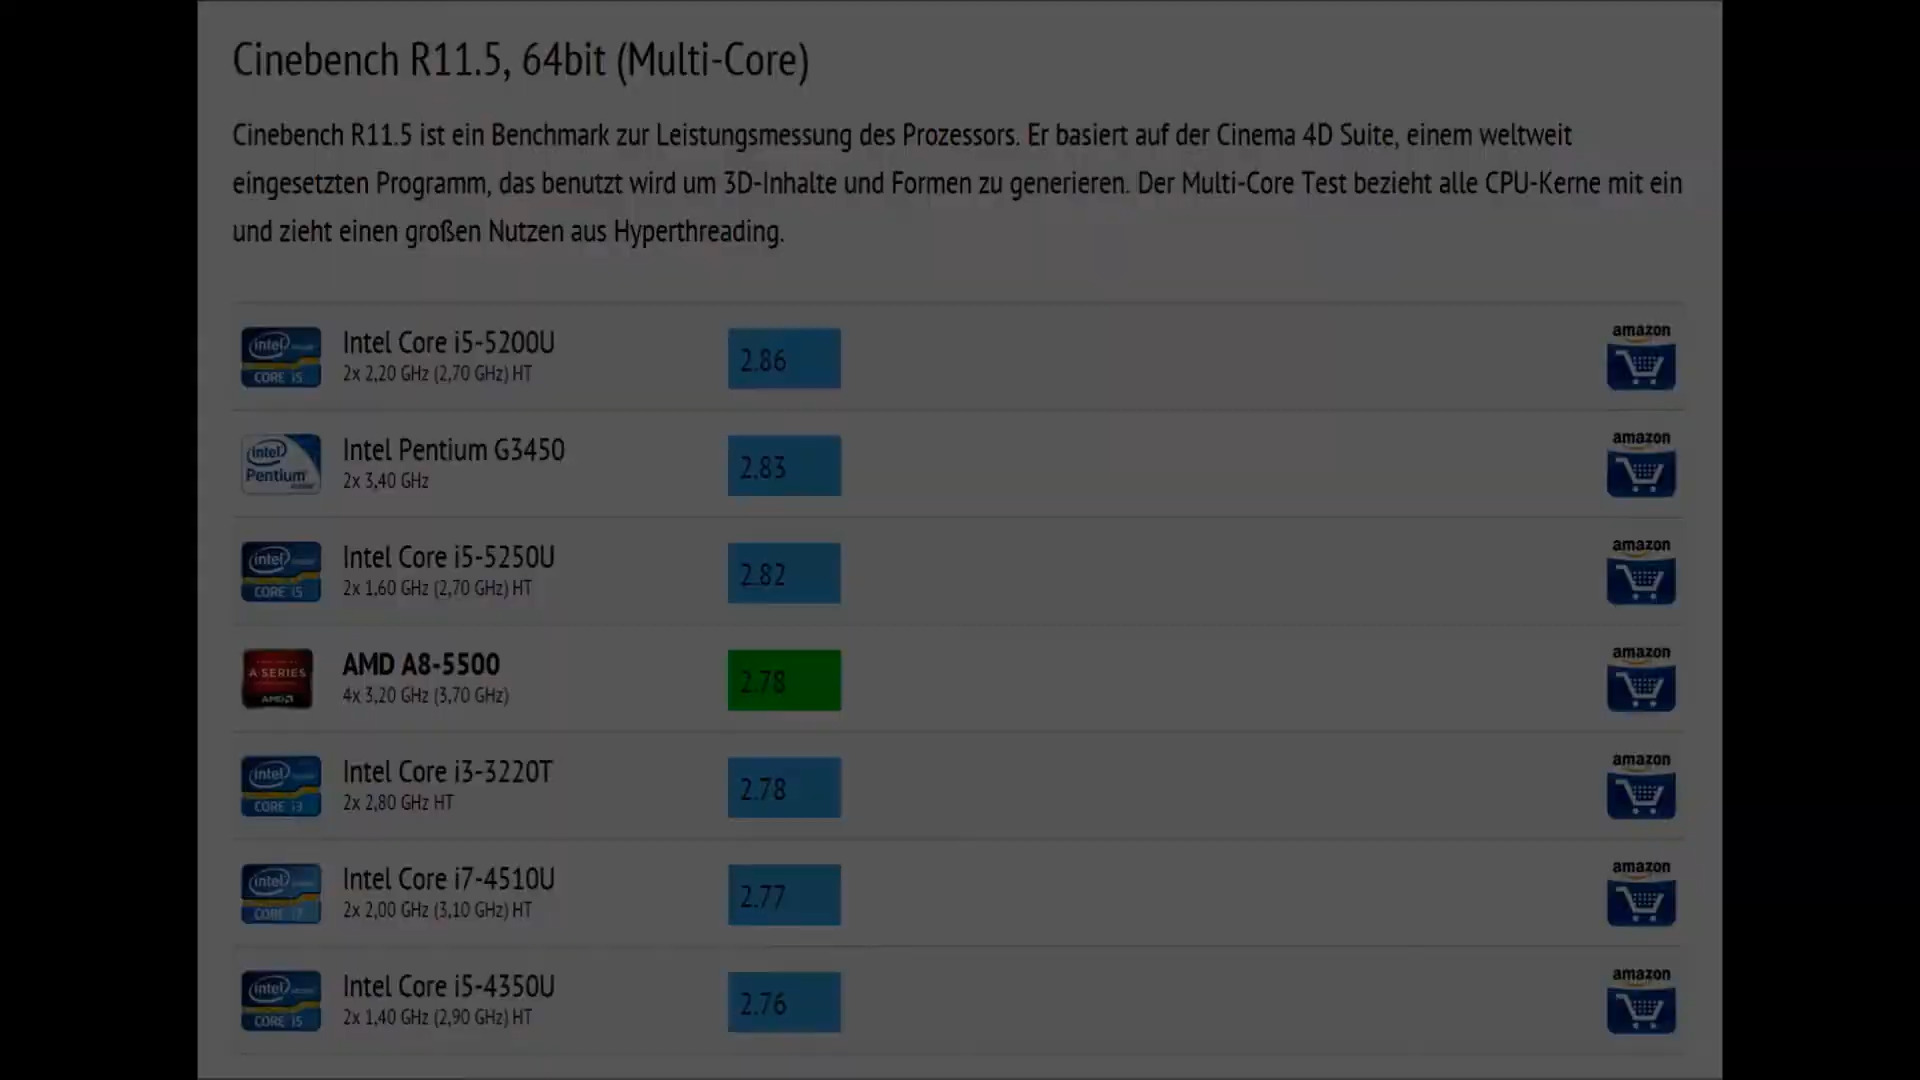 Cinebench R11.5, 64bit (Multi-Core)
Cinebench R11.5 ist ein Benchmark zur Leistungsmessung des Prozessors. Er basiert auf der Cinema 4D Suite, einem weltweit
eingesetzten Programm, das benutzt wird um 3D-Inhalte und Formen zu generieren. Der Multi-Core Test bezieht alle CPU-Kerne mit ein
und zieht einen großen Nutzen aus Hyperthreading.
intel CORE i5
Intel Core i5-5200U
2x 2,20 GHz (2,70 GHz) HT
2.86
amazon
intel Pentium
Intel Pentium G3450
2x 3,40 GHz
2.83
amazon
intel CORE i5
Intel Core i5-5250U
2x 1,60 GHz (2,70 GHz) HT
2.82
amazon
A SERIES AMD
AMD A8-5500
4x 3,20 GHz (3,70 GHz)
2.78
amazon
intel CORE i3
Intel Core i3-3220T
2x 2,80 GHz HT
2.78
amazon
intel CORE i7
Intel Core i7-4510U
2x 2,00 GHz (3,10 GHz) HT
2.77
amazon
intel CORE i5
Intel Core i5-4350U
2x 1,40 GHz (2,90 GHz) HT
2.76
amazon